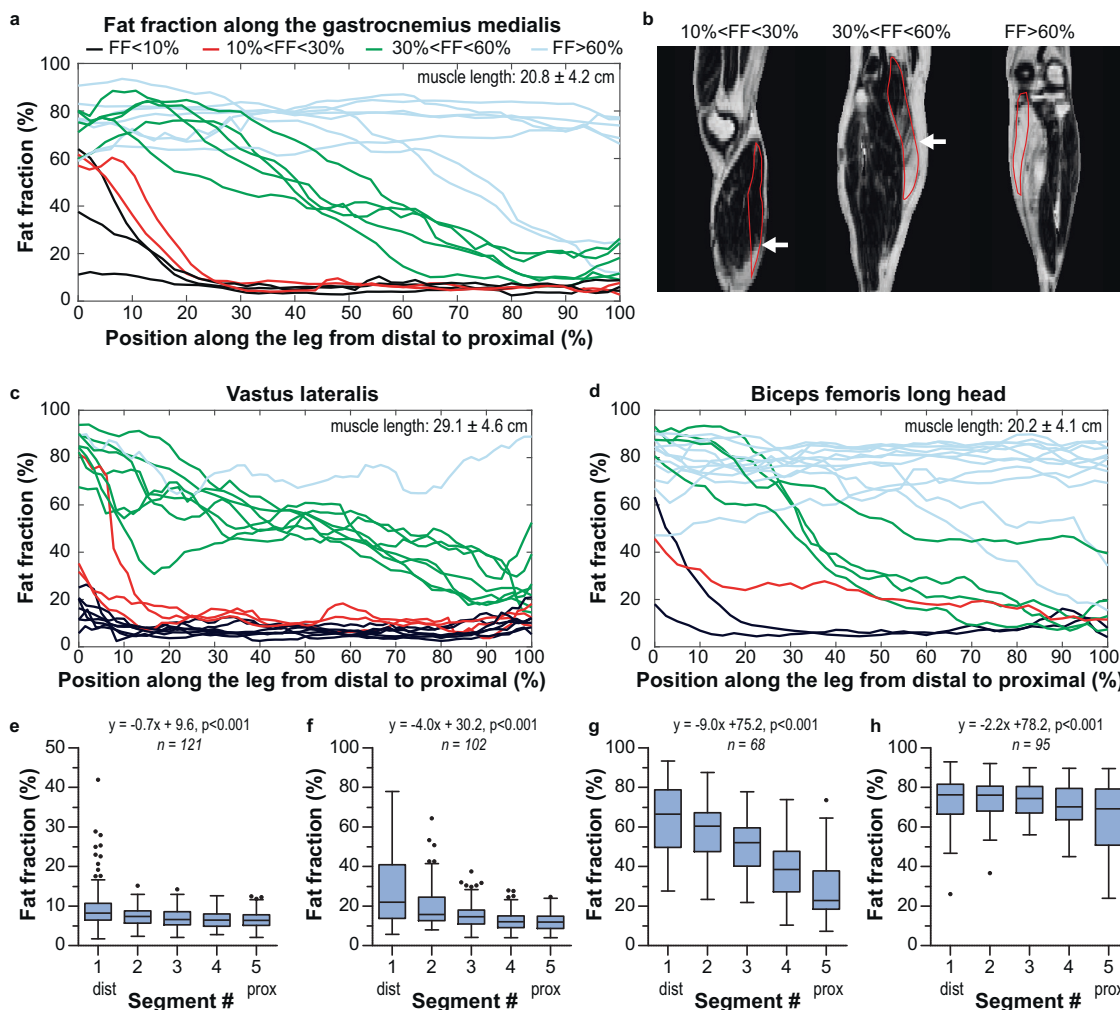 a
Fat fraction along the gastrocnemius medialis
FF<10% 10%<FF<30% 30%<FF<60% FF>60%
muscle length: 20.8 ± 4.2 cm
Fat fraction (%)
100
80
60
40
20
0
0 10 20 30 40 50 60 70 80 90 100
Position along the leg from distal to proximal (%)
b
10%<FF<30% 30%<FF<60% FF>60%
c
Vastus lateralis
muscle length: 29.1 ± 4.6 cm
Fat fraction (%)
100
80
60
40
20
0
0 10 20 30 40 50 60 70 80 90 100
Position along the leg from distal to proximal (%)
d
Biceps femoris long head
muscle length: 20.2 ± 4.1 cm
Fat fraction (%)
100
80
60
40
20
0
0 10 20 30 40 50 60 70 80 90 100
Position along the leg from distal to proximal (%)
e
y = -0.7x + 9.6, p<0.001
n = 121
Fat fraction (%)
50
40
30
20
10
0
1 2 3 4 5
dist prox
Segment #
f
y = -4.0x + 30.2, p<0.001
n = 102
Fat fraction (%)
100
80
60
40
20
0
1 2 3 4 5
dist prox
Segment #
g
y = -9.0x +75.2, p<0.001
n = 68
Fat fraction (%)
100
80
60
40
20
0
1 2 3 4 5
dist prox
Segment #
h
y = -2.2x +78.2, p<0.001
n = 95
Fat fraction (%)
100
80
60
40
20
0
1 2 3 4 5
dist prox
Segment #